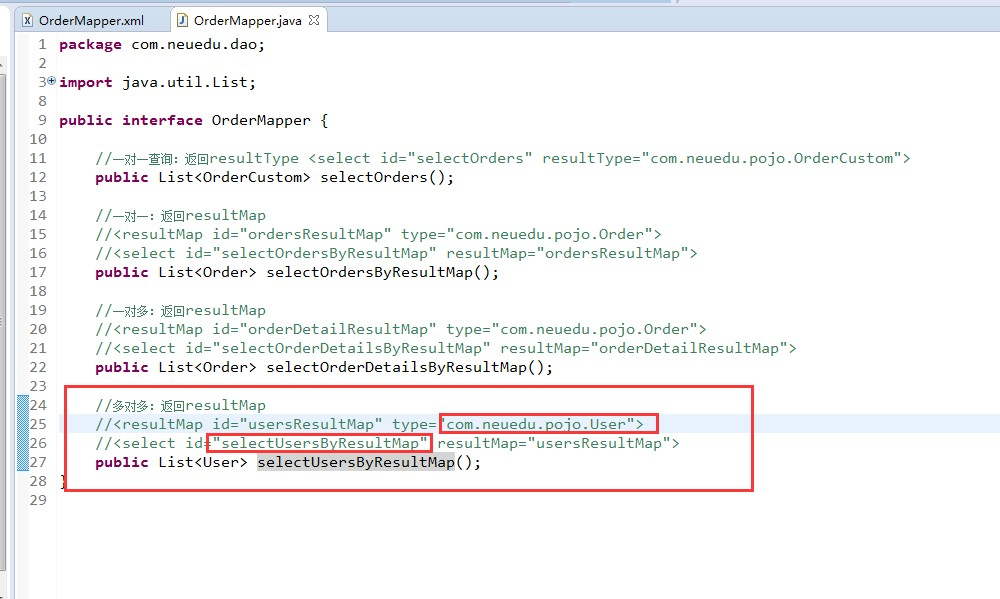 OrderMapper.xml OrderMapper.java
1 package com.neuedu.dao;
2
3 import java.util.List;
8
9 public interface OrderMapper {
10
11 //一对一查询：返回resultType <select id="selectOrders" resultType="com.neuedu.pojo.OrderCustom">
12 public List<OrderCustom> selectOrders();
13
14 //一对一：返回resultMap
15 //<resultMap id="ordersResultMap" type="com.neuedu.pojo.Order">
16 //<select id="selectOrdersByResultMap" resultMap="ordersResultMap">
17 public List<Order> selectOrdersByResultMap();
18
19 //一对多：返回resultMap
20 //<resultMap id="orderDetailResultMap" type="com.neuedu.pojo.Order">
21 //<select id="selectOrderDetailsByResultMap" resultMap="orderDetailResultMap">
22 public List<Order> selectOrderDetailsByResultMap();
23
24 //多对多：返回resultMap
25 //<resultMap id="usersResultMap" type="com.neuedu.pojo.User">
26 //<select id="selectUsersByResultMap" resultMap="usersResultMap">
27 public List<User> selectUsersByResultMap();
28 }
29